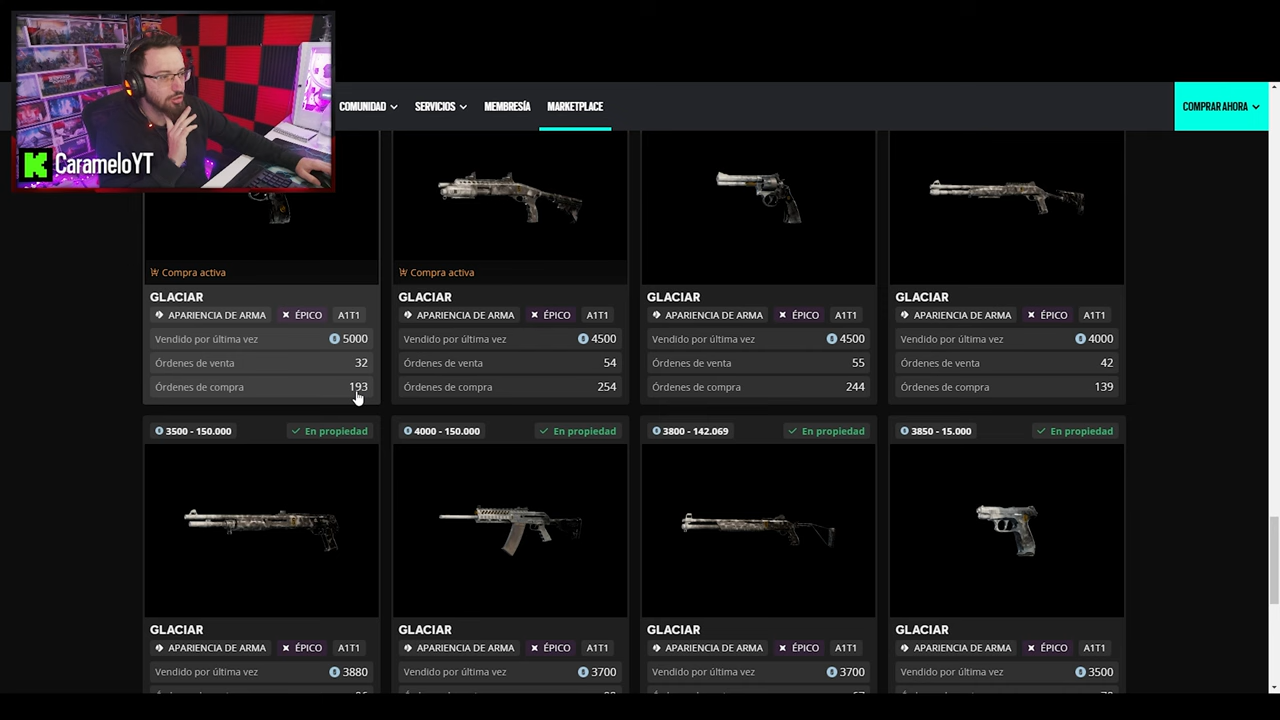 COMUNIDAD SERVICIOS MEMBRESÍA MARKETPLACE COMPRAR AHORA
CarameloYT
Compra activa
GLACIAR
APARIENCIA DE ARMA ÉPICO A1T1
Vendido por última vez 5000
Órdenes de venta 32
Órdenes de compra 193
Compra activa
GLACIAR
APARIENCIA DE ARMA ÉPICO A1T1
Vendido por última vez 4500
Órdenes de venta 54
Órdenes de compra 254
GLACIAR
APARIENCIA DE ARMA ÉPICO A1T1
Vendido por última vez 4500
Órdenes de venta 55
Órdenes de compra 244
GLACIAR
APARIENCIA DE ARMA ÉPICO A1T1
Vendido por última vez 4000
Órdenes de venta 42
Órdenes de compra 139
3500 - 150.000 En propiedad
GLACIAR
APARIENCIA DE ARMA ÉPICO A1T1
Vendido por última vez 3880
4000 - 150.000 En propiedad
GLACIAR
APARIENCIA DE ARMA ÉPICO A1T1
Vendido por última vez 3700
3800 - 142.069 En propiedad
GLACIAR
APARIENCIA DE ARMA ÉPICO A1T1
Vendido por última vez 3700
3850 - 15.000 En propiedad
GLACIAR
APARIENCIA DE ARMA ÉPICO A1T1
Vendido por última vez 3500